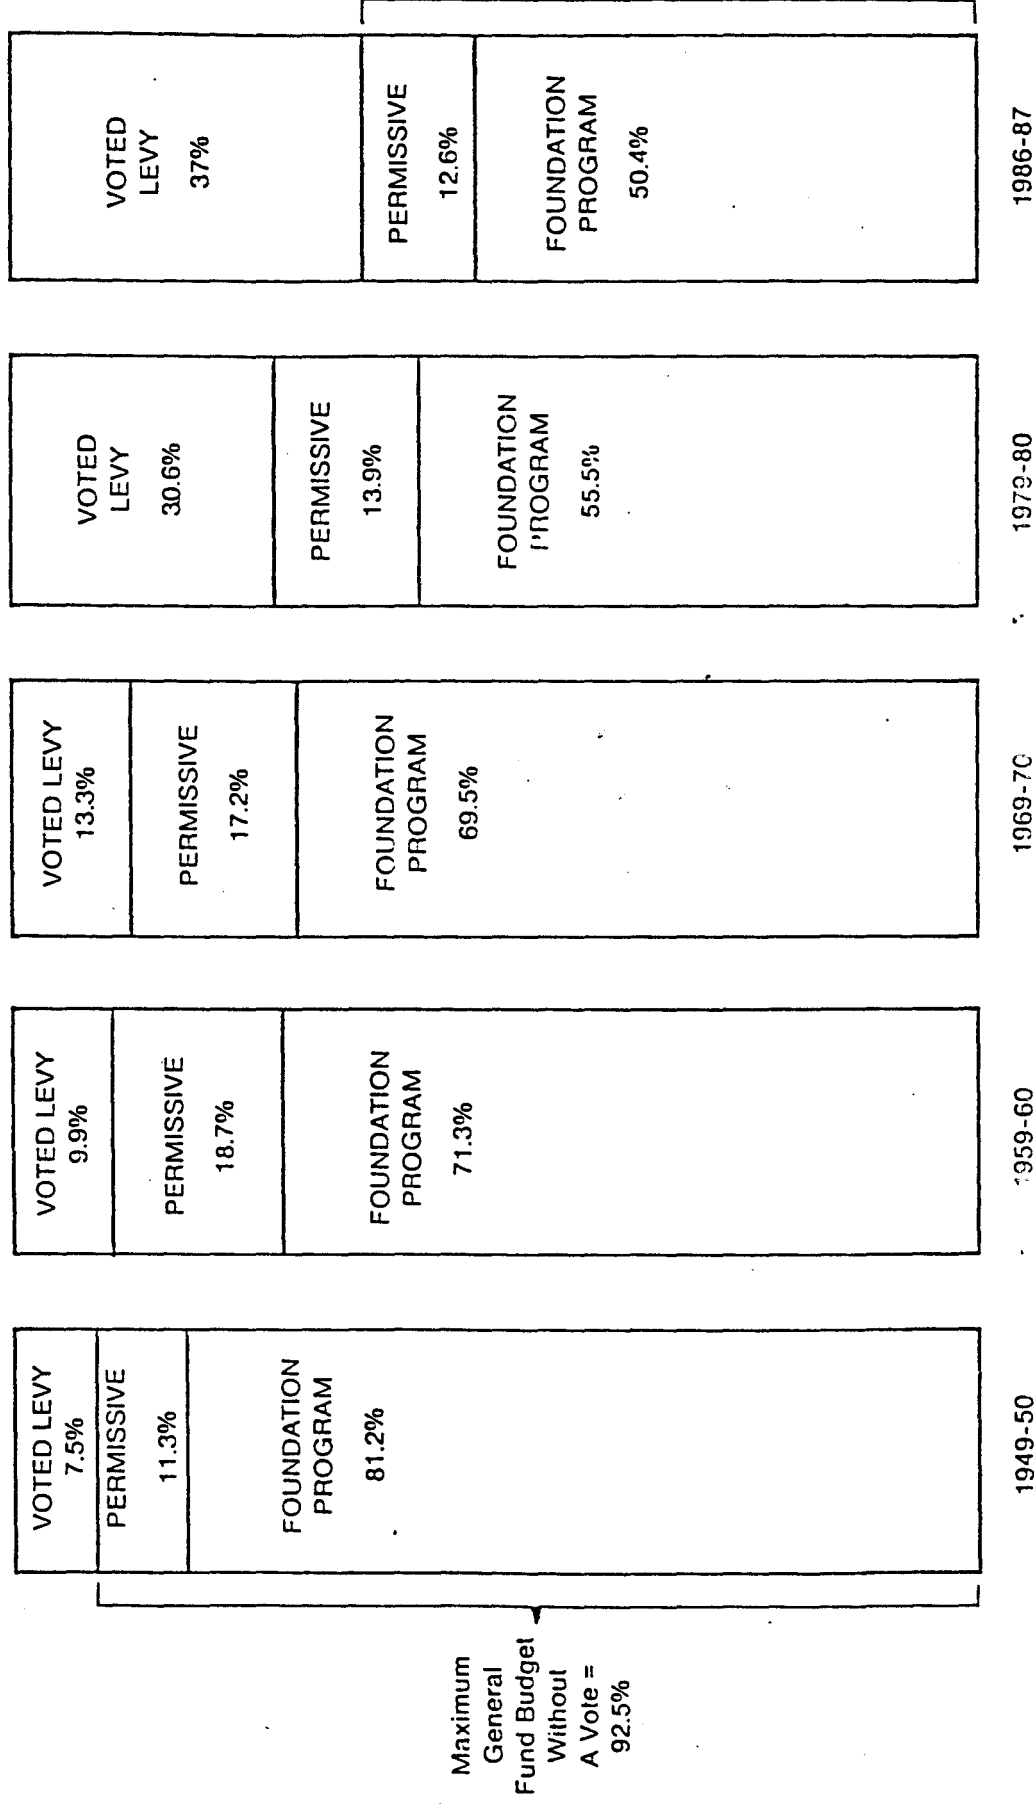 Maximum
General
Fund Budget
Without
A Vote =
92.5%
VOTED LEVY
7.5%
PERMISSIVE
11.3%
FOUNDATION
PROGRAM
81.2%
1949-50
VOTED LEVY
9.9%
PERMISSIVE
18.7%
FOUNDATION
PROGRAM
71.3%
1959-60
VOTED LEVY
13.3%
PERMISSIVE
17.2%
FOUNDATION
PROGRAM
69.5%
1969-70
VOTED
LEVY
30.6%
PERMISSIVE
13.9%
FOUNDATION
PROGRAM
55.5%
1979-80
VOTED
LEVY
37%
PERMISSIVE
12.6%
FOUNDATION
PROGRAM
50.4%
1986-87